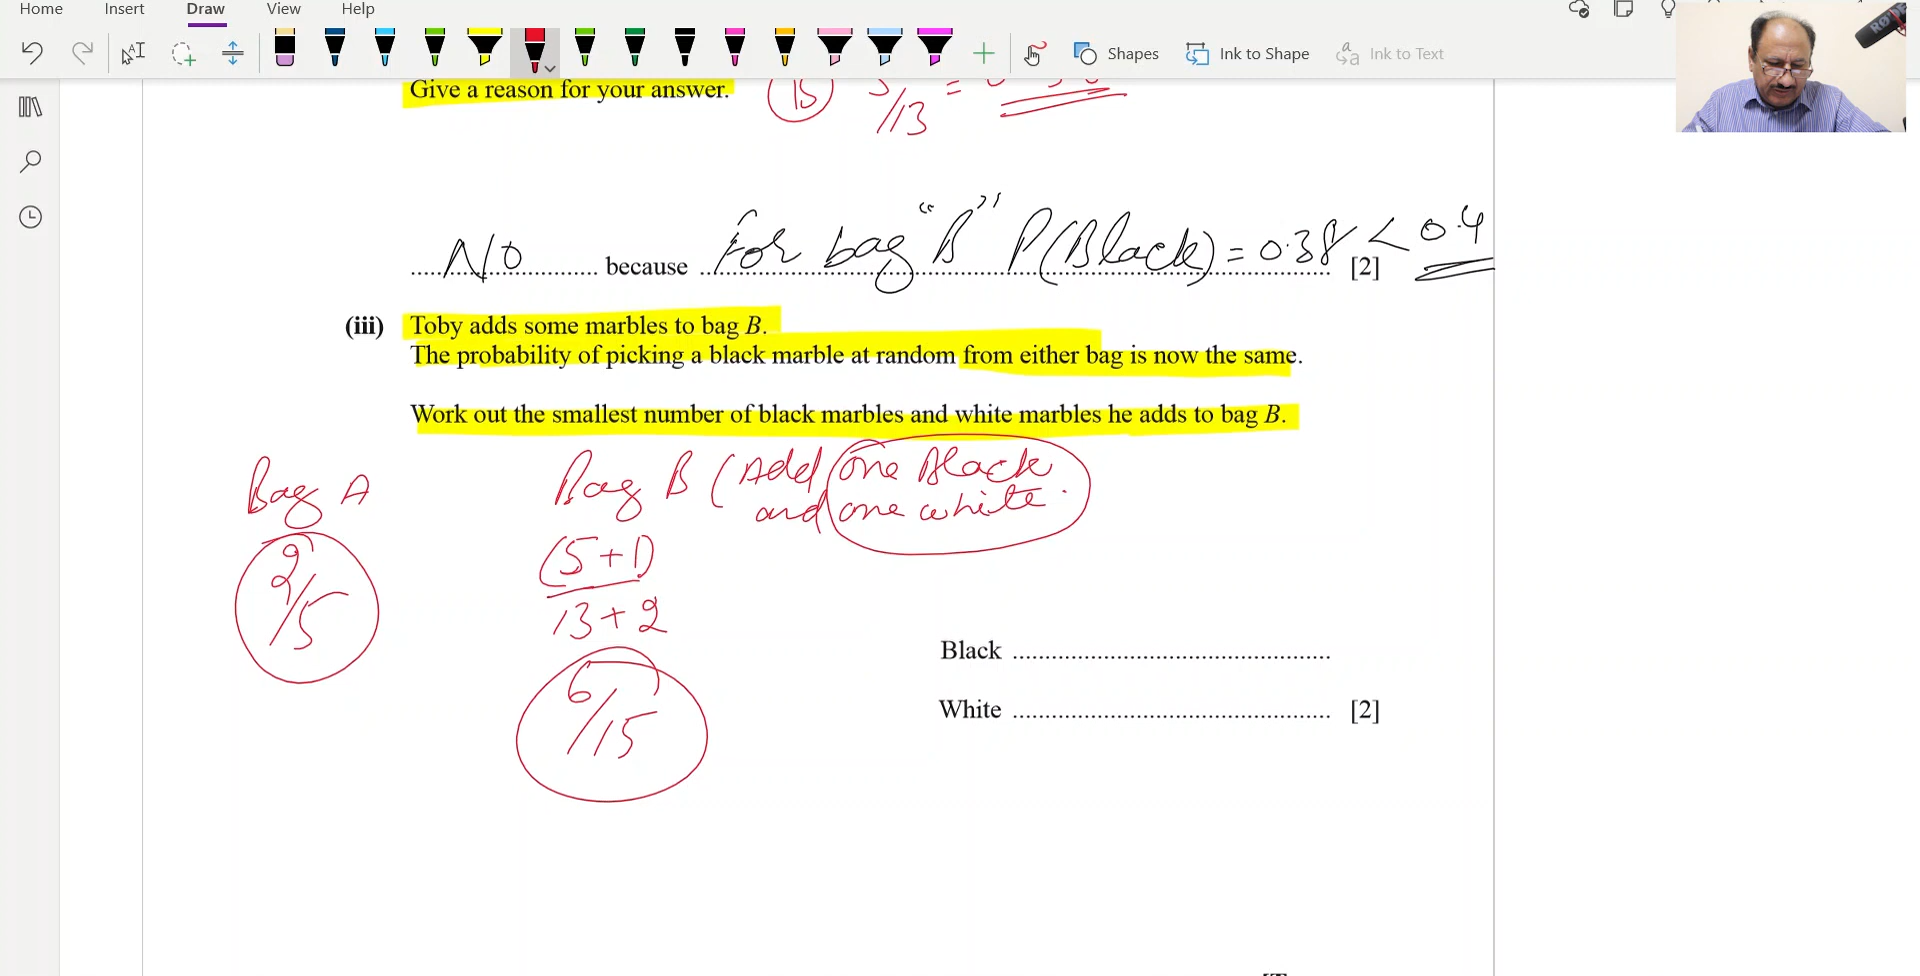 Home Insert Draw View Help
Shapes Ink to Shape Ink to Text
Give a reason for your answer.
15 5/13 =
NO because For bag "B" P(Black) = 0.38 < 0.4 [2]
(iii) Toby adds some marbles to bag B.
The probability of picking a black marble at random from either bag is now the same.
Work out the smallest number of black marbles and white marbles he adds to bag B.
Bag A Bag B (Add one Black
and one white.
2/5 (5+1)
13+2
6/15
Black
White [2]
RODE